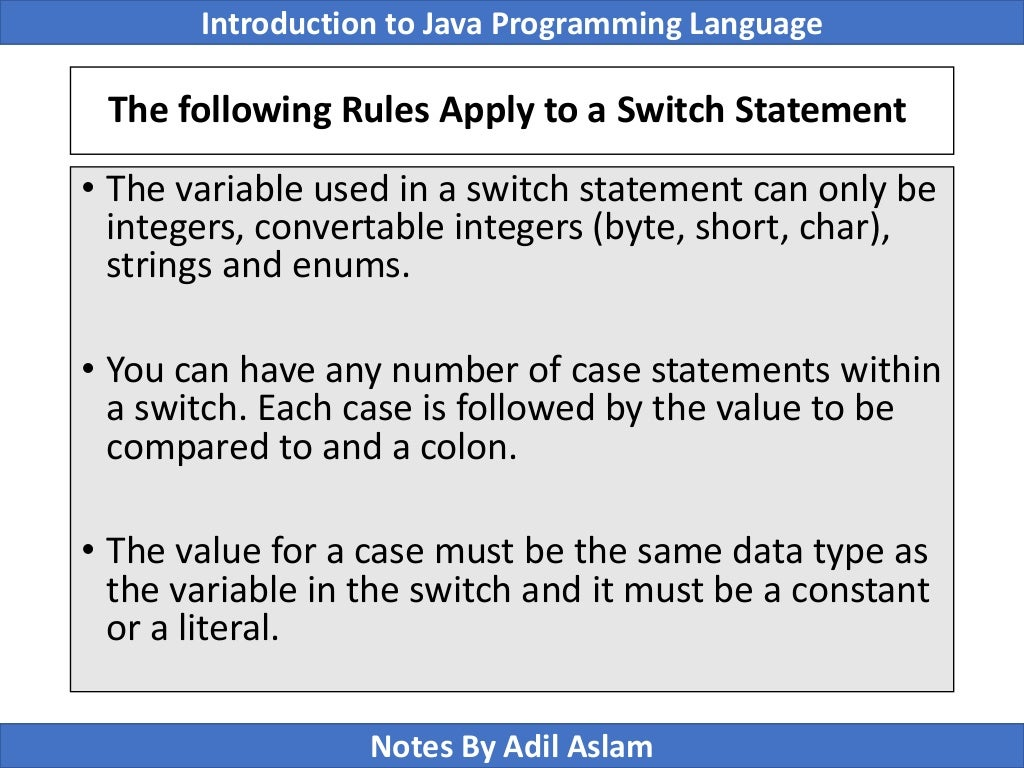 Introduction to Java Programming Language
The following Rules Apply to a Switch Statement
• The variable used in a switch statement can only be
integers, convertable integers (byte, short, char),
strings and enums.
• You can have any number of case statements within
a switch. Each case is followed by the value to be
compared to and a colon.
• The value for a case must be the same data type as
the variable in the switch and it must be a constant
or a literal.
Notes By Adil Aslam